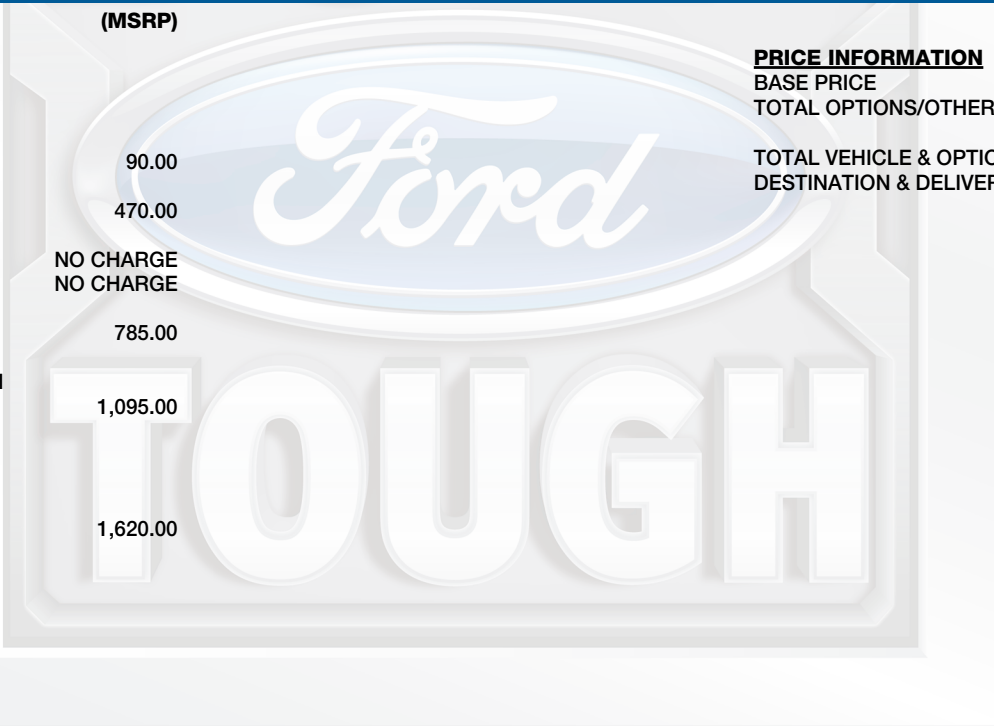 (MSRP)
90.00
470.00
NO CHARGE
NO CHARGE
785.00
1,095.00
1,620.00
PRICE INFORMATION
BASE PRICE
TOTAL OPTIONS/OTHER
TOTAL VEHICLE & OPTIO
DESTINATION & DELIVER
Ford
TOUGH